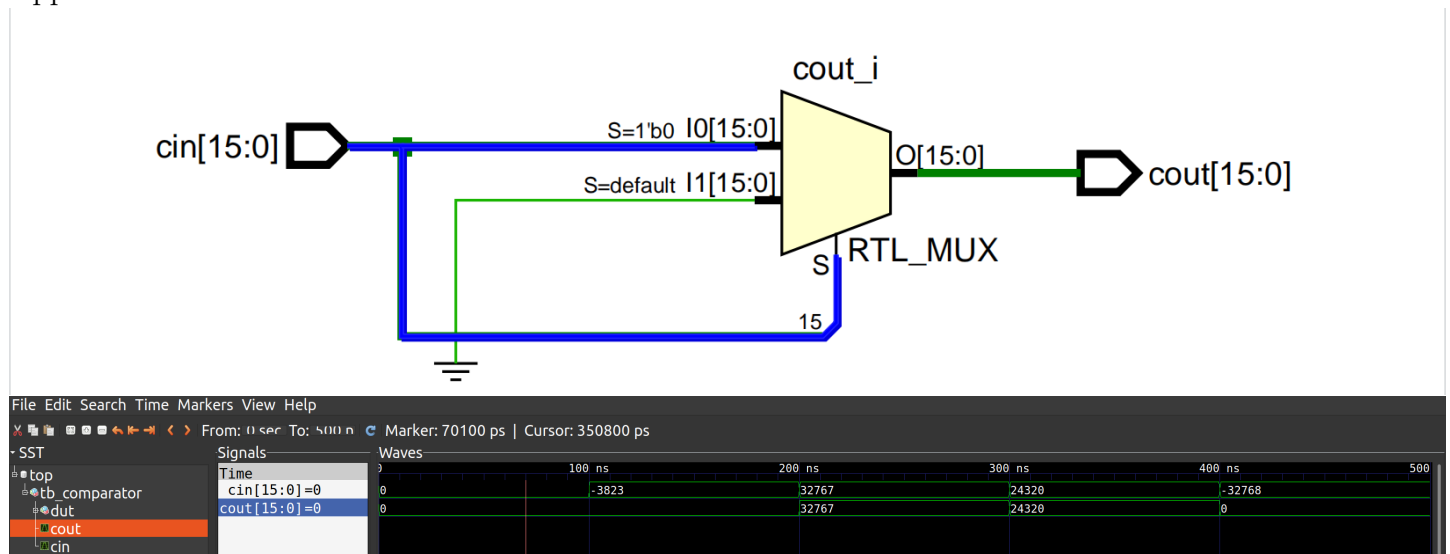 cout_i
S=1'b0 I0[15:0]
cin[15:0]
O[15:0]
S=default I1[15:0]
cout[15:0]
S
RTL_MUX
15
File Edit Search Time Markers View Help
From: 0 sec To: 500 n Marker: 70100 ps | Cursor: 350800 ps
SST
Signals
Waves
Time
0 100 ns 200 ns 300 ns 400 ns 500
top
cin[15:0]=0
0 -3823 32767 24320 -32768
tb_comparator
cout[15:0]=0
0 32767 24320 0
dut
cout
cin